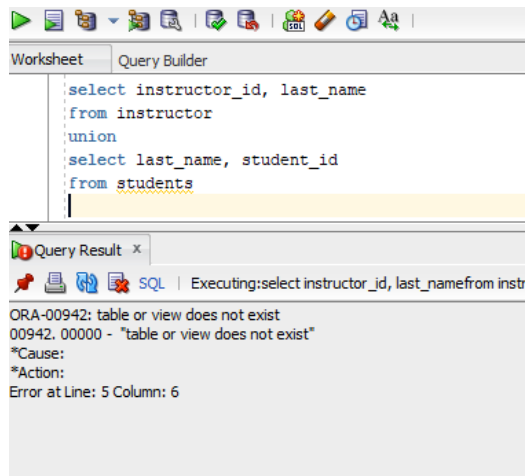 SQL
Aa
Worksheet Query Builder
select instructor_id, last_name
from instructor
union
select last_name, student_id
from students
Query Result x
SQL | Executing:select instructor_id, last_namefrom instr
ORA-00942: table or view does not exist
00942. 00000 - "table or view does not exist"
*Cause:
*Action:
Error at Line: 5 Column: 6